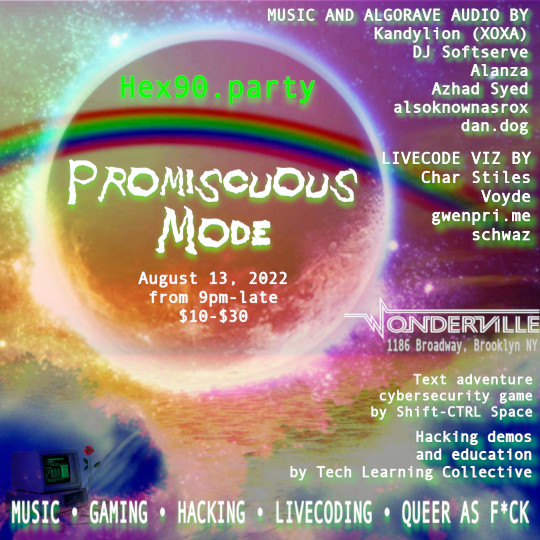 MUSIC AND ALGORAVE AUDIO BY
Kandylion (XOXA)
DJ Softserve
Alanza
Azhad Syed
alsoknownasrox
dan.dog
Hex90.party
LIVECODE VIZ BY
Char Stiles
Voyde
gwenpri.me
schwaz
PROMISCUOUS
MODE
August 13, 2022
from 9pm-late
$10-$30
WONDERVILLE
1186 Broadway, Brooklyn NY
Text adventure
cybersecurity game
by Shift-CTRL Space
Hacking demos
and education
by Tech Learning Collective
MUSIC • GAMING • HACKING • LIVECODING • QUEER AS F*CK